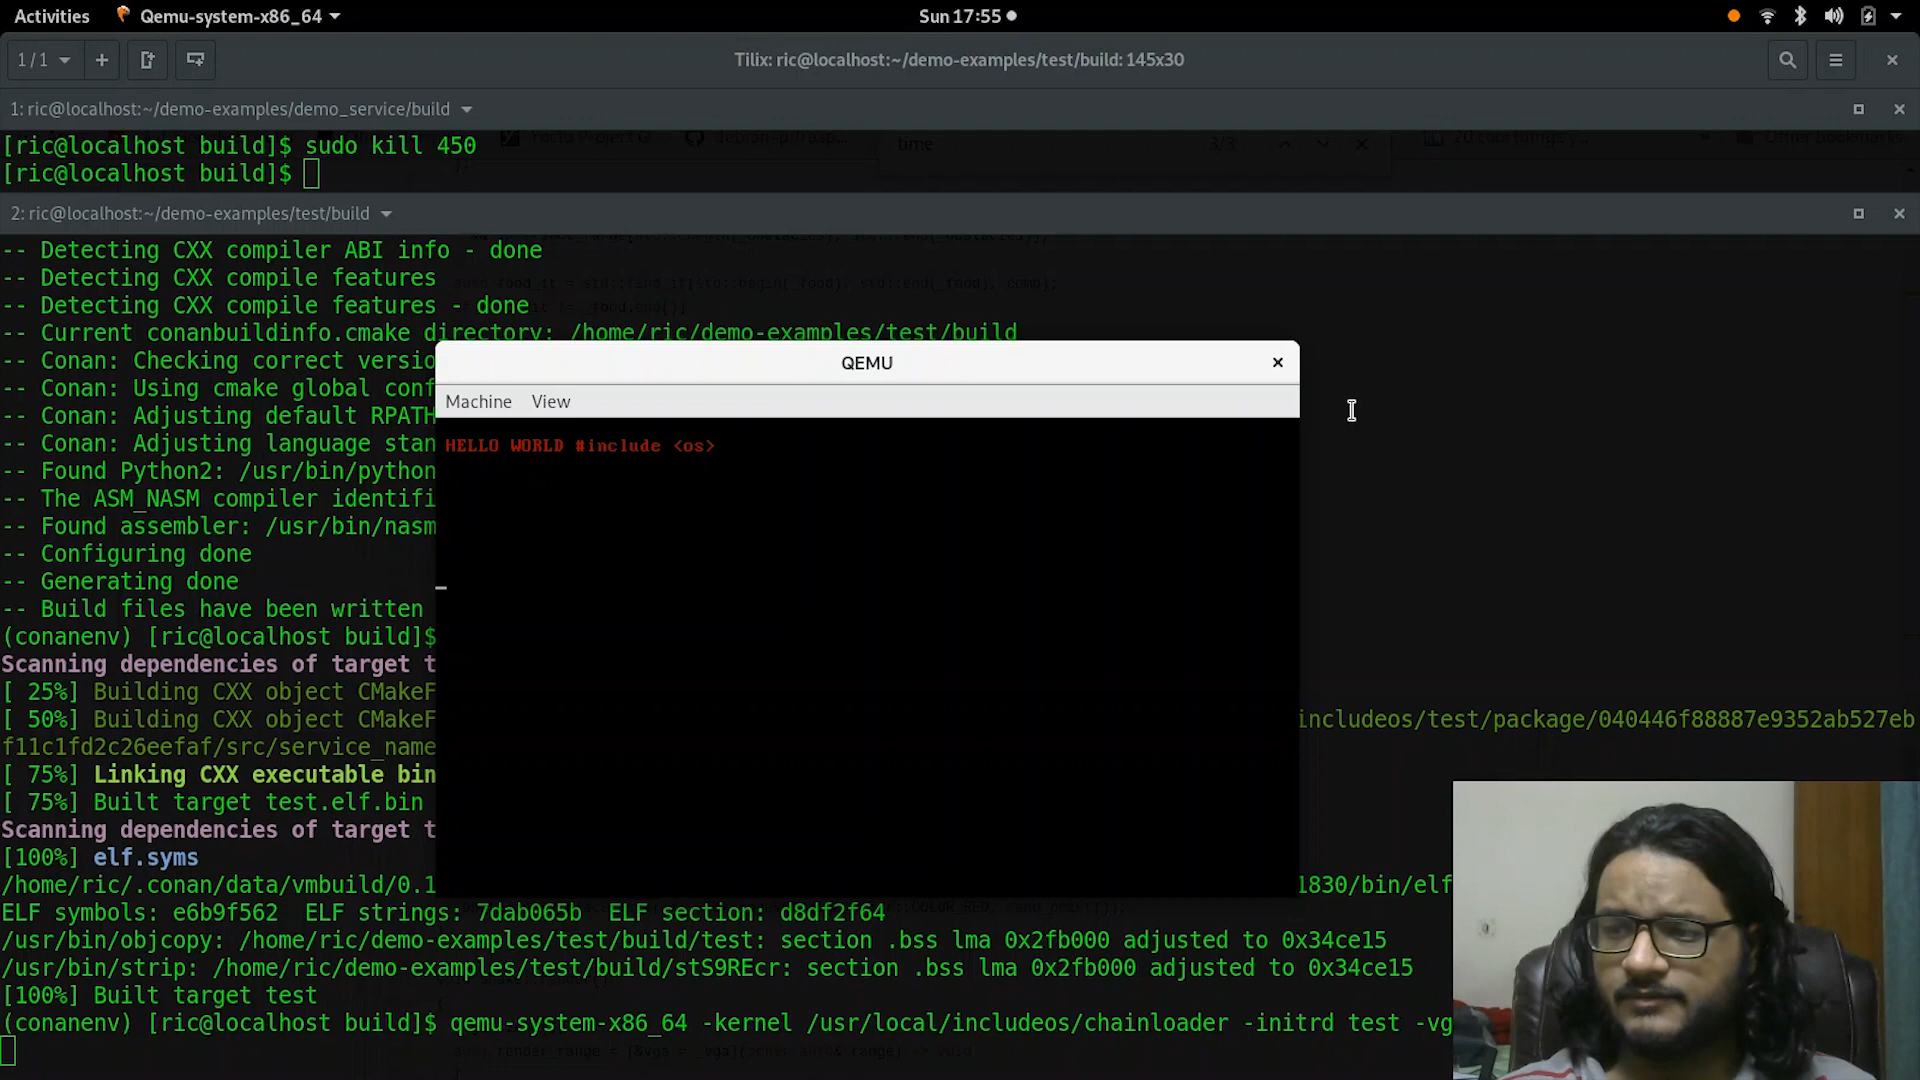 Activities Qemu-system-x86_64 Sun 17:55
1 / 1 Tilix: ric@localhost:~/demo-examples/test/build: 145x30
1: ric@localhost:~/demo-examples/demo_service/build
[ric@localhost build]$ sudo kill 450
time 3/3
[ric@localhost build]$
2: ric@localhost:~/demo-examples/test/build
-- Detecting CXX compiler ABI info - done
-- Detecting CXX compile features
-- Detecting CXX compile features - done
-- Current conanbuildinfo.cmake directory: /home/ric/demo-examples/test/build
-- Conan: Checking correct versio
-- Conan: Using cmake global conf
-- Conan: Adjusting default RPATH
-- Conan: Adjusting language stan
-- Found Python2: /usr/bin/python
-- The ASM_NASM compiler identifi
-- Found assembler: /usr/bin/nasm
-- Configuring done
-- Generating done
-- Build files have been written
(conanenv) [ric@localhost build]$
Scanning dependencies of target t
[ 25%] Building CXX object CMakeF
[ 50%] Building CXX object CMakeF includeos/test/package/040446f88887e9352ab527eb
f11c1fd2c26eefaf/src/service_name
[ 75%] Linking CXX executable bin
[ 75%] Built target test.elf.bin
Scanning dependencies of target t
[100%] elf.syms
/home/ric/.conan/data/vmbuild/0.1 1830/bin/elf
ELF symbols: e6b9f562 ELF strings: 7dab065b ELF section: d8df2f64
/usr/bin/objcopy: /home/ric/demo-examples/test/build/test: section .bss lma 0x2fb000 adjusted to 0x34ce15
/usr/bin/strip: /home/ric/demo-examples/test/build/stS9REcr: section .bss lma 0x2fb000 adjusted to 0x34ce15
[100%] Built target test
(conanenv) [ric@localhost build]$ qemu-system-x86_64 -kernel /usr/local/includeos/chainloader -initrd test -vg
QEMU
Machine View
HELLO WORLD #include <os>